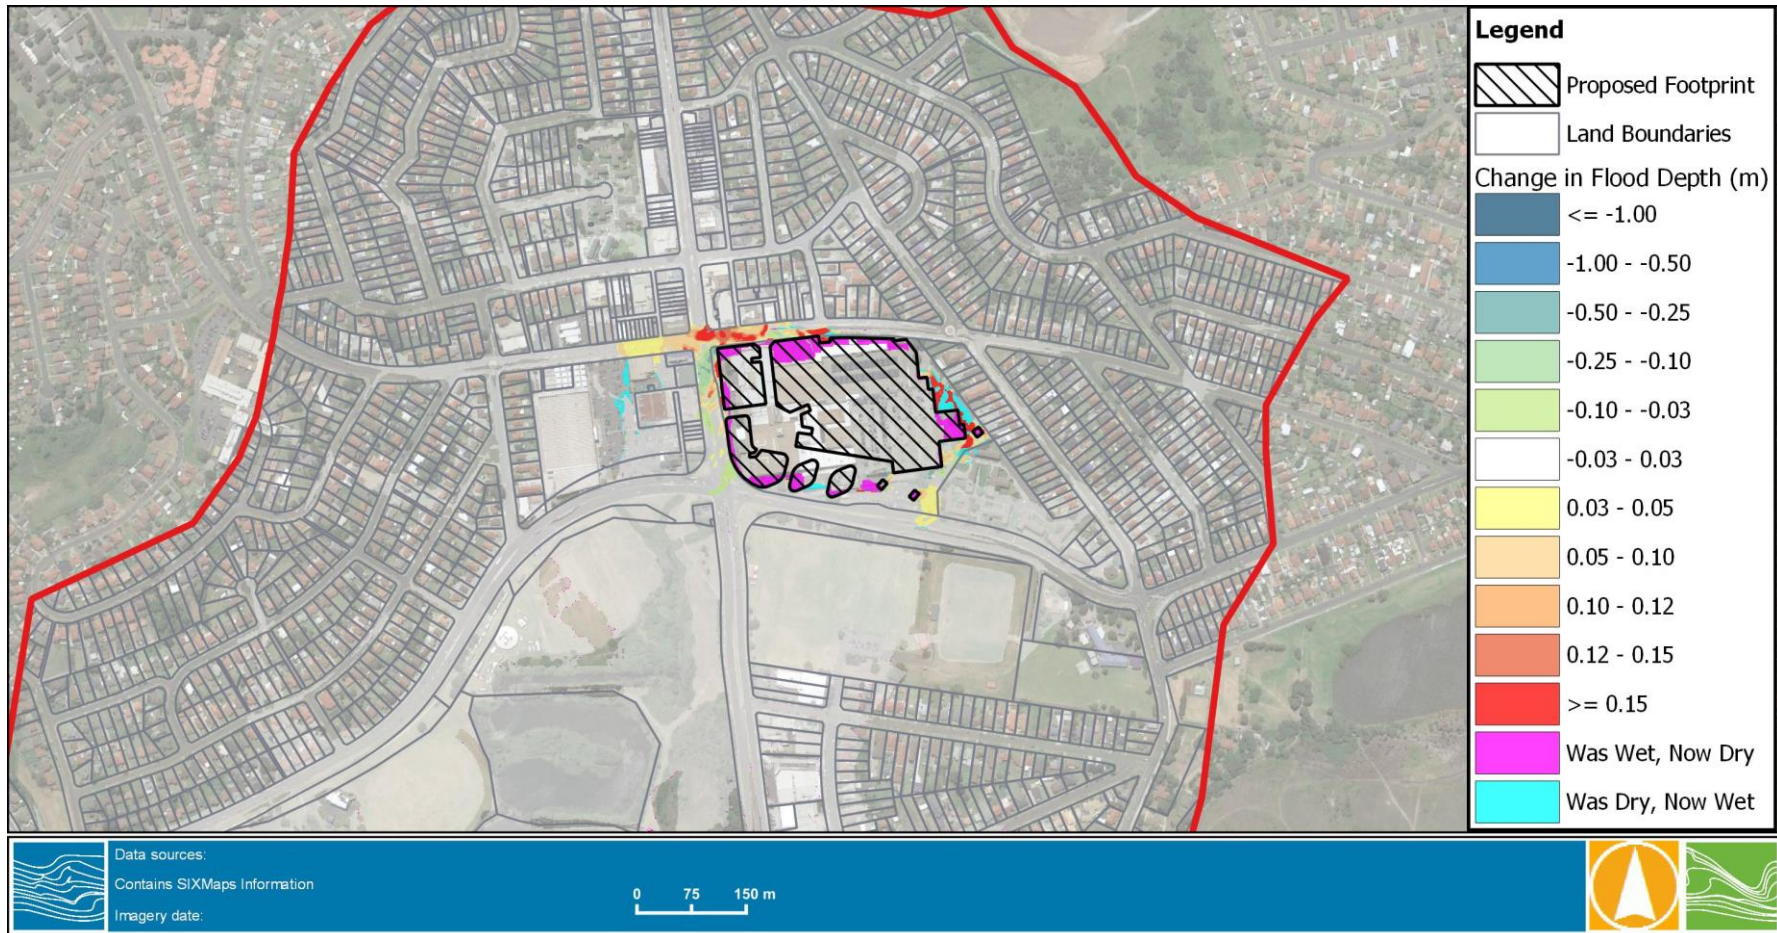 Legend
Proposed Footprint
Land Boundaries
Change in Flood Depth (m)
<= -1.00
-1.00 - -0.50
-0.50 - -0.25
-0.25 - -0.10
-0.10 - -0.03
-0.03 - 0.03
0.03 - 0.05
0.05 - 0.10
0.10 - 0.12
0.12 - 0.15
>= 0.15
Was Wet, Now Dry
Was Dry, Now Wet
Data sources:
Contains SIXMaps Information
Imagery date:
0 75 150 m